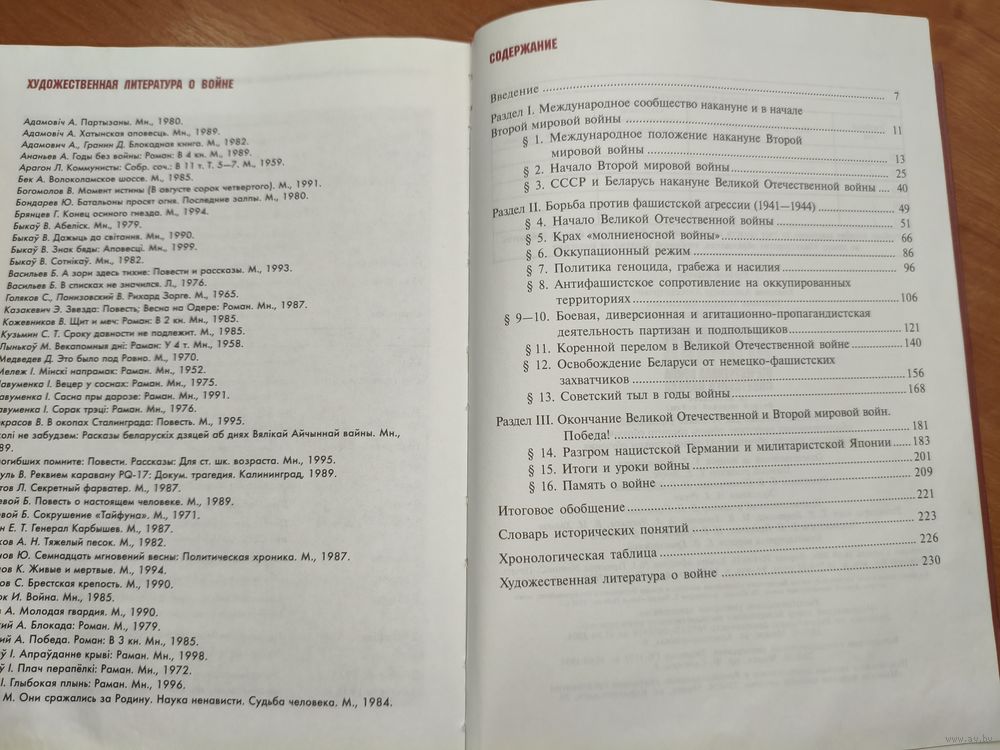 ХУДОЖЕСТВЕННАЯ ЛИТЕРАТУРА О ВОЙНЕ
Адамовіч А. Партызаны. Мн., 1980.
Адамовіч А. Хатынская аповесць. Мн., 1989.
Адамович А., Гранин Д. Блокадная книга. М., 1982.
Ананьев А. Годы без войны: Роман: В 4 кн. М., 1989.
Арагон Л. Коммунисты: Собр. соч.: В 11 т. Т. 5—7. М., 1959.
Бек А. Волоколамское шоссе. М., 1985.
Богомолов В. Момент истины (В августе сорок четвертого). М., 1991.
Бондарев Ю. Батальоны просят огня. Последние залпы. М., 1980.
Брянцев Г. Конец осиного гнезда. М., 1994.
Быкаў В. Абеліск. Мн., 1979.
Быкаў В. Дажыць да світання. Мн., 1990.
Быкаў В. Знак бяды: Аповесці. Мн., 1999.
Быкаў В. Сотнікаў. Мн., 1982.
Васильев Б. А зори здесь тихие: Повести и рассказы. М., 1993.
Васильев Б. В списках не значился. Л., 1976.
Голяков С., Понизовский В. Рихард Зорге. М., 1965.
Казакевич Э. Звезда: Повесть; Весна на Одере: Роман. Мн., 1987.
Кожевников В. Щит и меч: Роман: В 2 кн. Мн., 1985.
Кузьмин С. Т. Сроку давности не подлежит. М., 1985.
Лынькоў М. Векапомныя дні: Раман: У 4 т. Мн., 1958.
Медведев Д. Это было под Ровно. М., 1970.
Мележ І. Мінскі напрамак: Раман. Мн., 1952.
Навуменка І. Вецер у соснах: Раман. Мн., 1975.
авуменка І. Сасна пры дарозе: Раман. Мн., 1991.
авуменка І. Сорак трэці: Раман. Мн., 1976.
красов В. В окопах Сталинграда: Повесть. М., 1995.
колі не забудзем: Расказы беларускіх дзяцей аб днях Вялікай Айчыннай вайны. Мн.,
89.
огибших помните: Повести. Рассказы: Для ст. шк. возраста. Мн., 1995.
уль В. Реквием каравану PQ-17: Докум. трагедия. Калининград, 1989.
тов Л. Секретный фарватер. М., 1987.
евой Б. Повесть о настоящем человеке. М., 1989.
евой Б. Сокрушение «Тайфуна». М., 1971.
н Е. Т. Генерал Карбышев. М., 1987.
ков А. Н. Тяжелый песок. М., 1982.
нов Ю. Семнадцать мгновений весны: Политическая хроника. М., 1987.
нов К. Живые и мертвые. М., 1994.
ов С. Брестская крепость. М., 1990.
ок И. Война. Мн., 1985.
в А. Молодая гвардия. М., 1990.
кий А. Блокада: Роман. М., 1979.
ий А. Победа. Роман: В 3 кн. Мн., 1985.
ў І. Апраўданне крыві: Раман. Мн., 1998.
ў І. Плач перапёлкі: Раман. Мн., 1972.
І. Глыбокая плынь: Раман. Мн., 1996.
М. Они сражались за Родину. Наука ненависти. Судьба человека. М., 1984.
СОДЕРЖАНИЕ
Введение 7
Раздел I. Международное сообщество накануне и в начале
Второй мировой войны 11
§ 1. Международное положение накануне Второй
мировой войны 13
§ 2. Начало Второй мировой войны 25
§ 3. СССР и Беларусь накануне Великой Отечественной войны 40
Раздел II. Борьба против фашистской агрессии (1941—1944) 49
§ 4. Начало Великой Отечественной войны 51
§ 5. Крах «молниеносной войны» 66
§ 6. Оккупационный режим 86
§ 7. Политика геноцида, грабежа и насилия 96
§ 8. Антифашистское сопротивление на оккупированных
территориях 106
§ 9—10. Боевая, диверсионная и агитационно-пропагандистская
деятельность партизан и подпольщиков 121
§ 11. Коренной перелом в Великой Отечественной войне 140
§ 12. Освобождение Беларуси от немецко-фашистских
захватчиков 156
§ 13. Советский тыл в годы войны 168
Раздел III. Окончание Великой Отечественной и Второй мировой войн.
Победа! 181
§ 14. Разгром нацистской Германии и милитаристской Японии 183
§ 15. Итоги и уроки войны 201
§ 16. Память о войне 209
Итоговое обобщение 221
Словарь исторических понятий 223
Хронологическая таблица 226
Художественная литература о войне 230